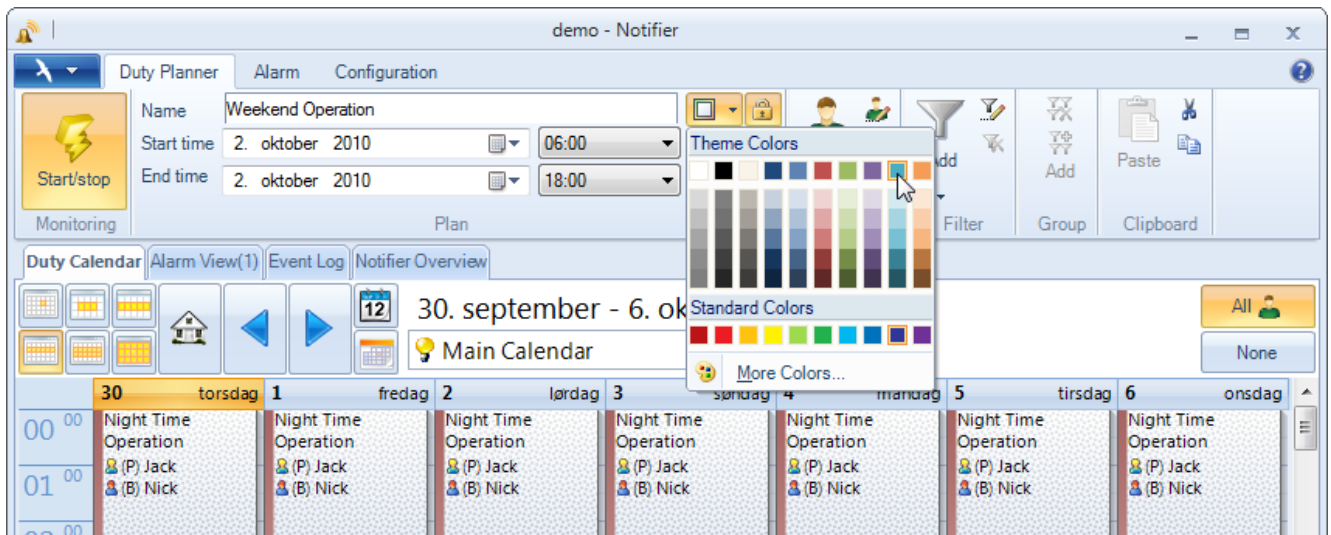 demo - Notifier
Duty Planner Alarm Configuration
Name Weekend Operation
Start time 2. oktober 2010 06:00
End time 2. oktober 2010 18:00
Start/stop
Theme Colors
Add
Paste
Monitoring Plan Filter Group Clipboard
Duty Calendar Alarm View(1) Event Log Notifier Overview
12
30. september - 6. ok
Main Calendar
Standard Colors
More Colors...
All
None
30 torsdag 1 fredag 2 lørdag 3 søndag 4 mandag 5 tirsdag 6 onsdag
00 00
Night Time Night Time Night Time Night Time Night Time Night Time Night Time
Operation Operation Operation Operation Operation Operation Operation
(P) Jack (P) Jack (P) Jack (P) Jack (P) Jack (P) Jack (P) Jack
01 00
(B) Nick (B) Nick (B) Nick (B) Nick (B) Nick (B) Nick (B) Nick